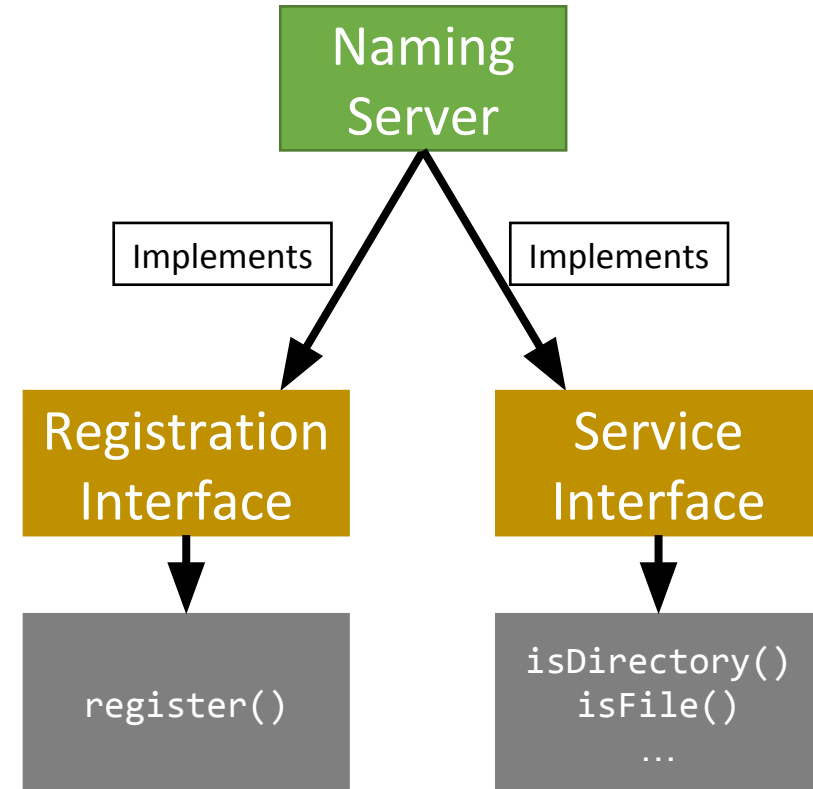 Naming
Server
Implements
Implements
Registration
Interface
Service
Interface
register()
isDirectory()
isFile()
…